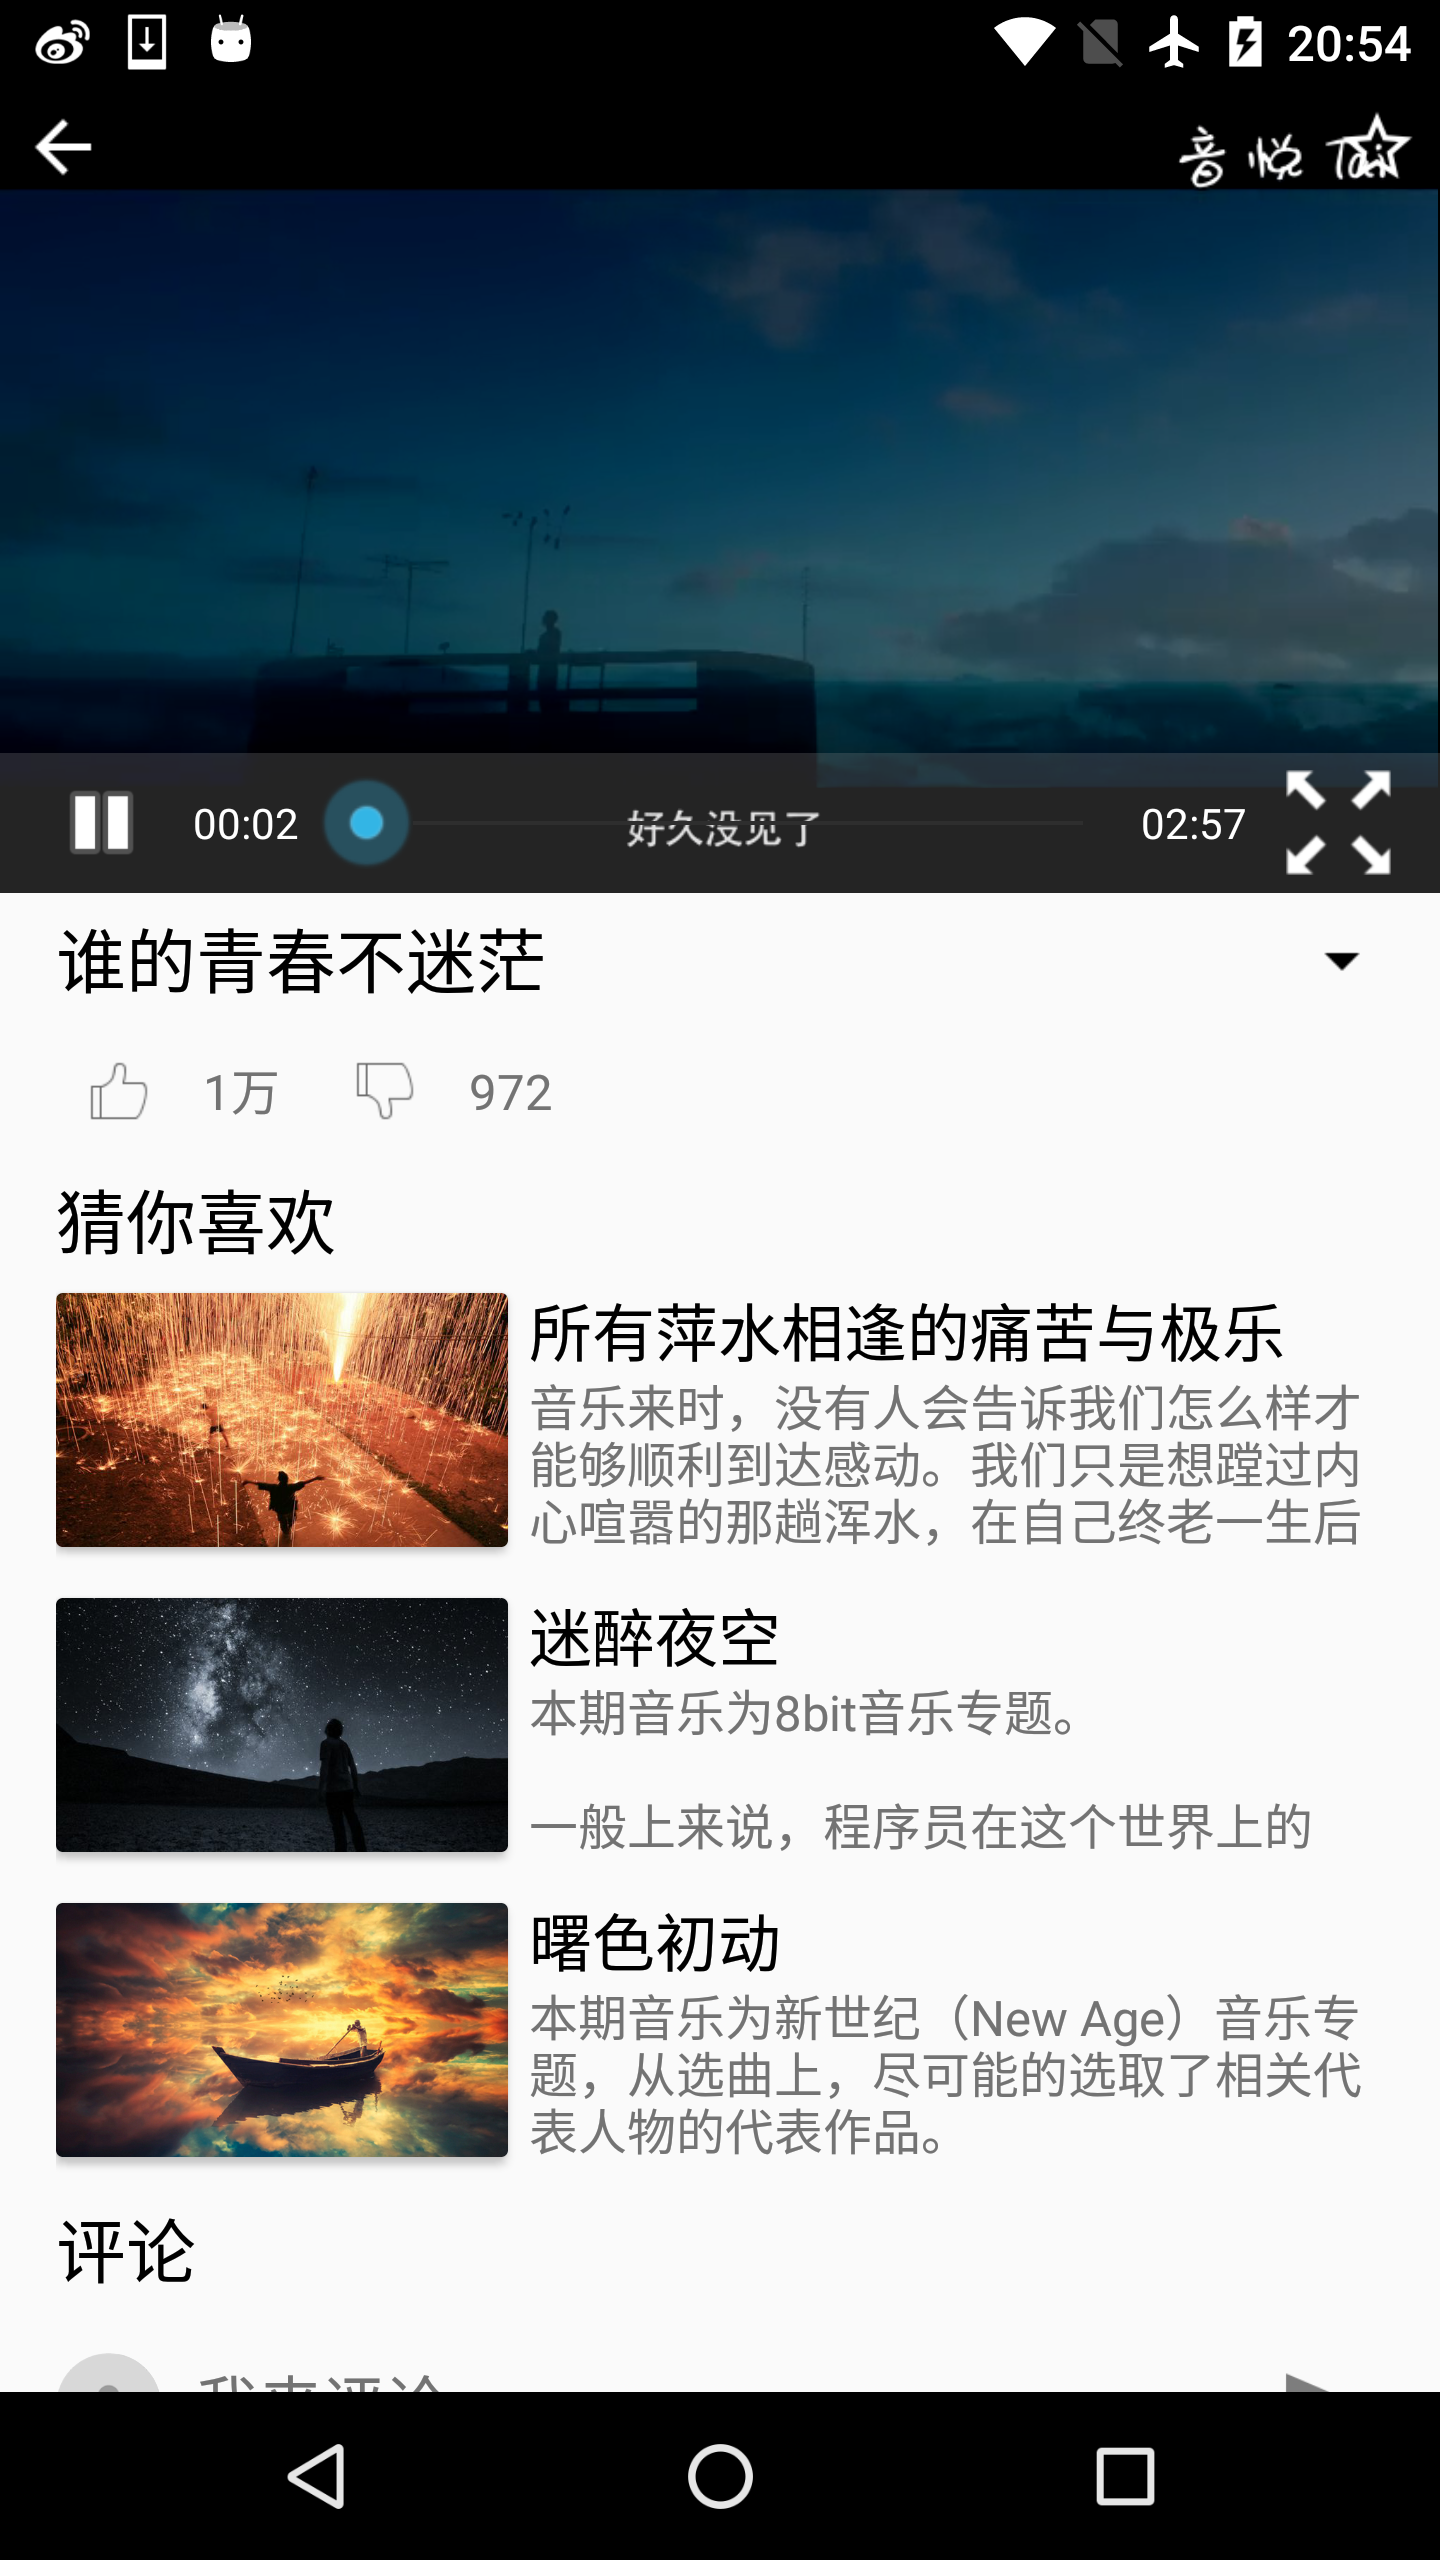 20:54
音悦Tai
00:02
好久没见了
02:57
谁的青春不迷茫
1万
972
猜你喜欢
所有萍水相逢的痛苦与极乐
音乐来时，没有人会告诉我们怎么样才
能够顺利到达感动。我们只是想蹚过内
心喧嚣的那趟浑水，在自己终老一生后
迷醉夜空
本期音乐为8bit音乐专题。
一般上来说，程序员在这个世界上的
曙色初动
本期音乐为新世纪（New Age）音乐专
题，从选曲上，尽可能的选取了相关代
表人物的代表作品。
评论
我来评论